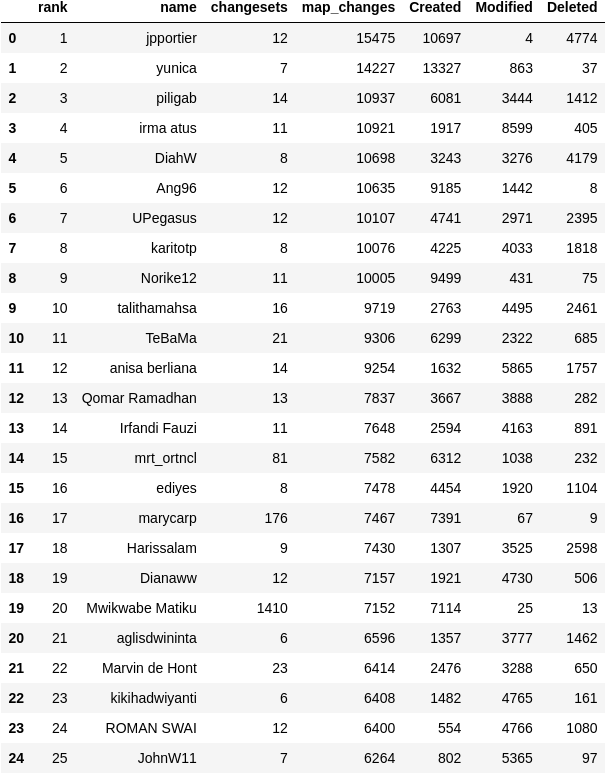 rank name changesets map_changes Created Modified Deleted
0 1 jpportier 12 15475 10697 4 4774
1 2 yunica 7 14227 13327 863 37
2 3 piligab 14 10937 6081 3444 1412
3 4 irma atus 11 10921 1917 8599 405
4 5 DiahW 8 10698 3243 3276 4179
5 6 Ang96 12 10635 9185 1442 8
6 7 UPegasus 12 10107 4741 2971 2395
7 8 karitotp 8 10076 4225 4033 1818
8 9 Norike12 11 10005 9499 431 75
9 10 talithamahsa 16 9719 2763 4495 2461
10 11 TeBaMa 21 9306 6299 2322 685
11 12 anisa berliana 14 9254 1632 5865 1757
12 13 Qomar Ramadhan 13 7837 3667 3888 282
13 14 Irfandi Fauzi 11 7648 2594 4163 891
14 15 mrt_ortncl 81 7582 6312 1038 232
15 16 ediyes 8 7478 4454 1920 1104
16 17 marycarp 176 7467 7391 67 9
17 18 Harissalam 9 7430 1307 3525 2598
18 19 Dianaww 12 7157 1921 4730 506
19 20 Mwikwabe Matiku 1410 7152 7114 25 13
20 21 aglisdwininta 6 6596 1357 3777 1462
21 22 Marvin de Hont 23 6414 2476 3288 650
22 23 kikihadwiyanti 6 6408 1482 4765 161
23 24 ROMAN SWAI 12 6400 554 4766 1080
24 25 JohnW11 7 6264 802 5365 97